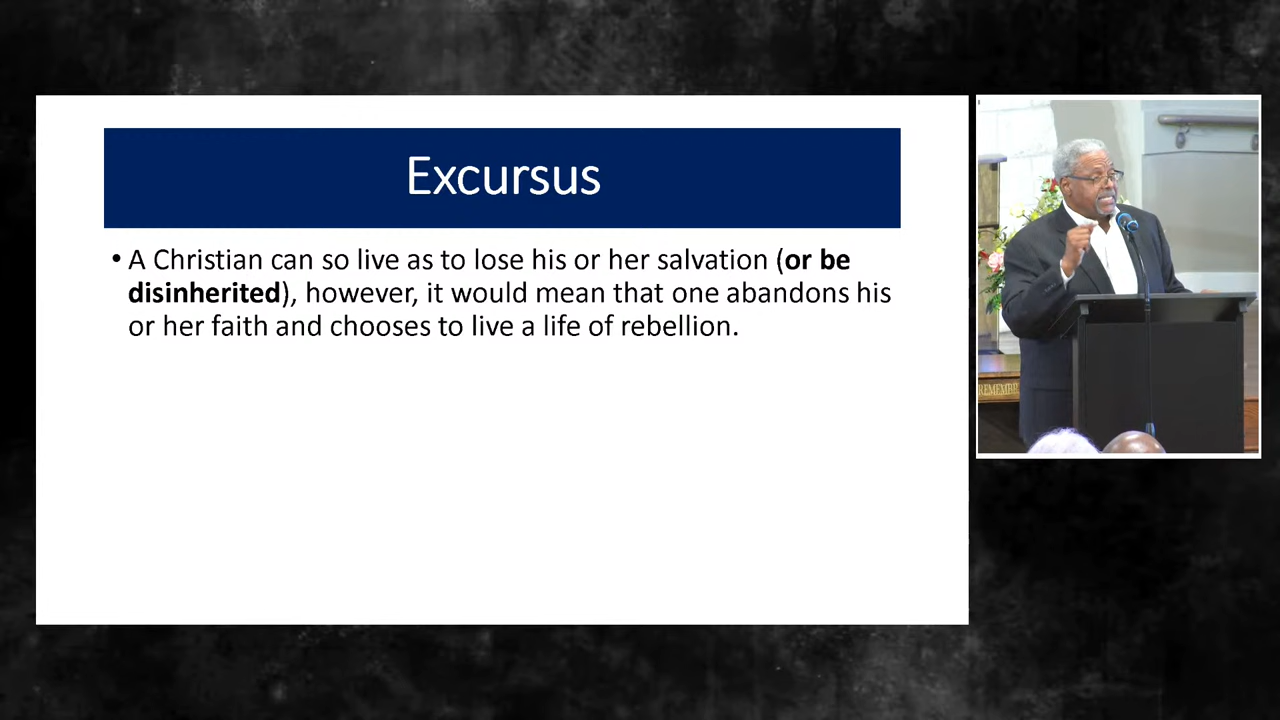 Excursus
• A Christian can so live as to lose his or her salvation (or be
disinherited), however, it would mean that one abandons his
or her faith and chooses to live a life of rebellion.
REMEMBR